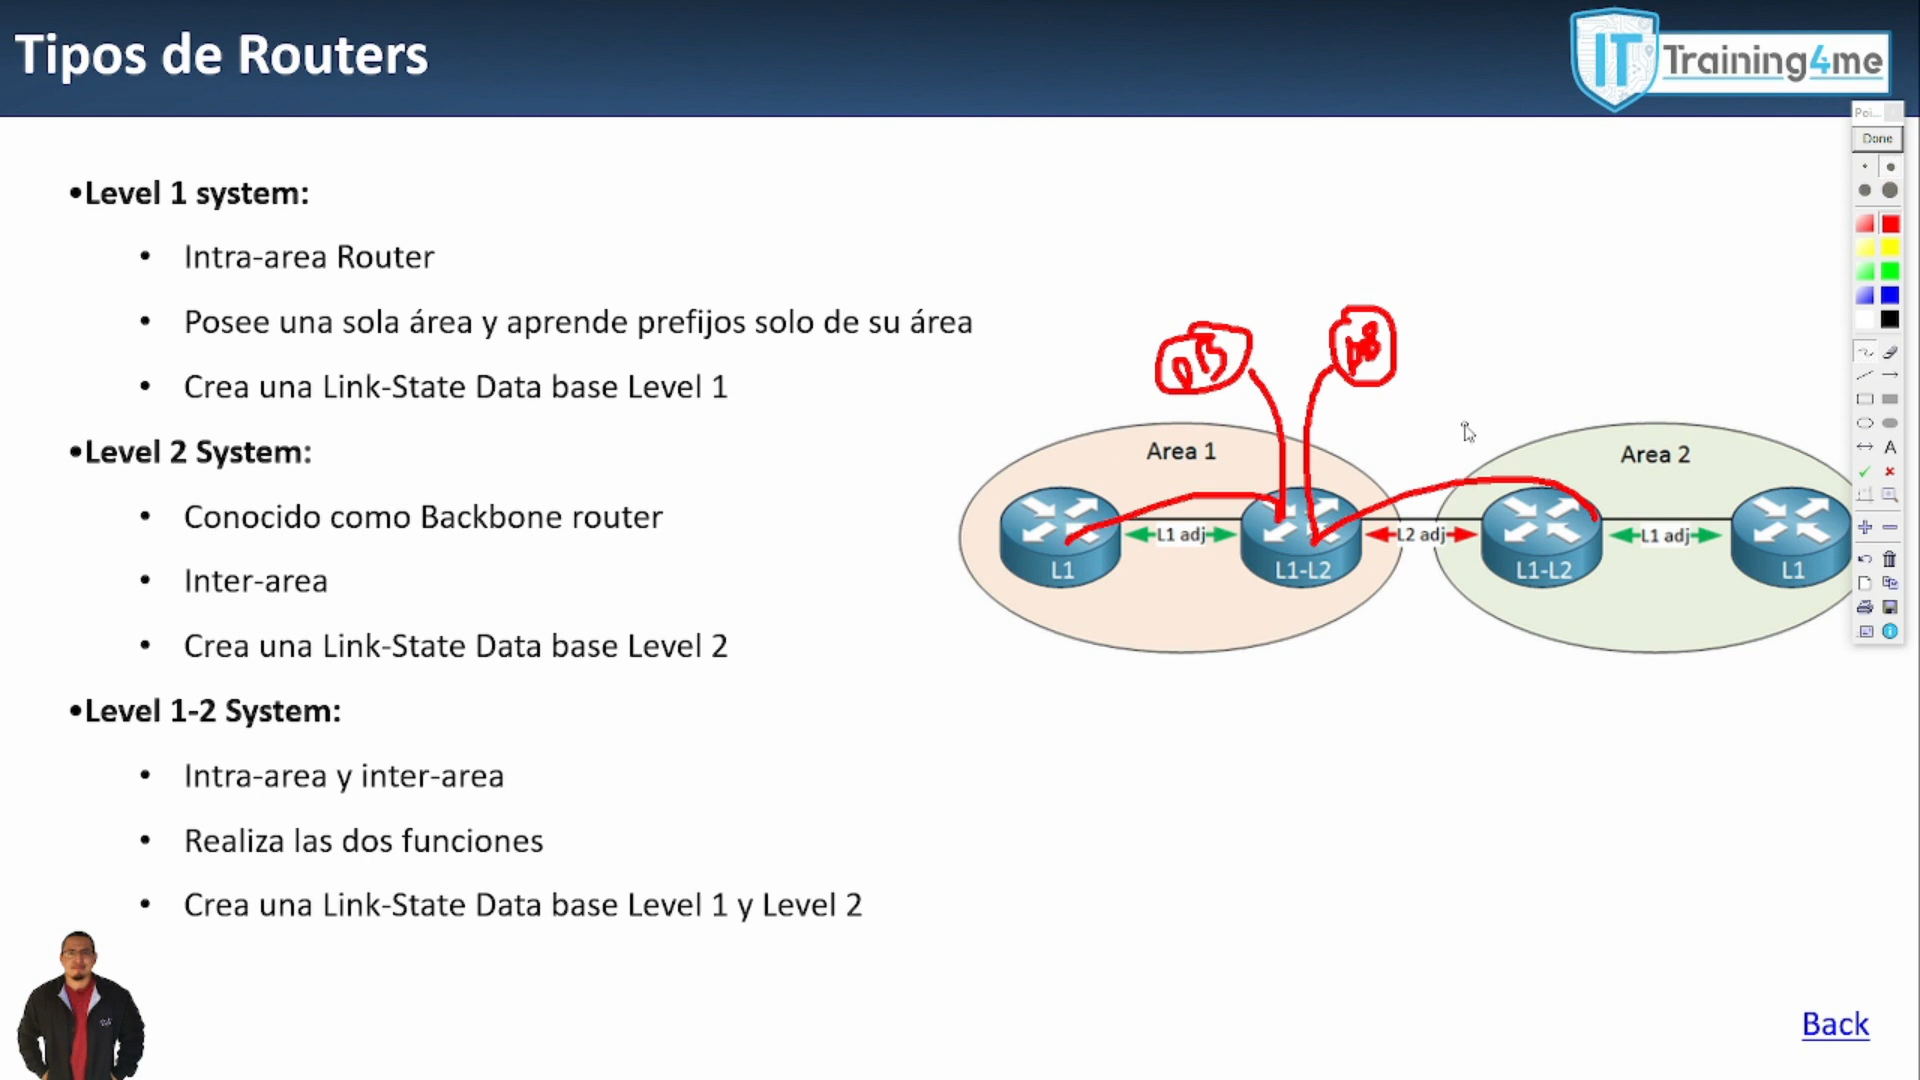 Tipos de Routers
IT Training4me
Poi...
Done
•Level 1 system:
• Intra-area Router
• Posee una sola área y aprende prefijos solo de su área
• Crea una Link-State Data base Level 1
•Level 2 System:
• Conocido como Backbone router
• Inter-area
• Crea una Link-State Data base Level 2
•Level 1-2 System:
• Intra-area y inter-area
• Realiza las dos funciones
• Crea una Link-State Data base Level 1 y Level 2
DB
Area 1
Area 2
L1 adj
L2 adj
L1 adj
L1
L1-L2
L1-L2
L1
A
Back